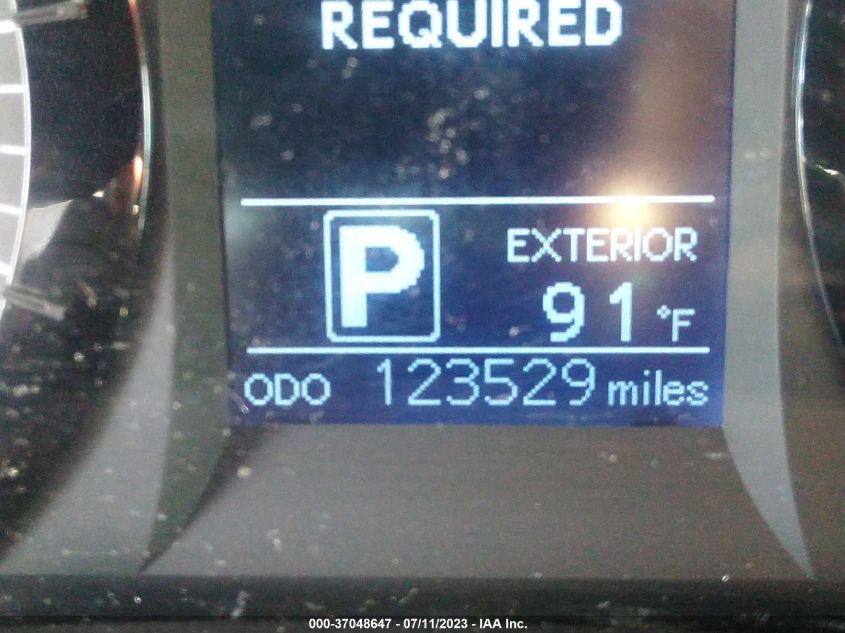 REQUIRED
P
EXTERIOR
91 °F
ODO 123529 miles
000-37048647 - 07/11/2023 - IAA Inc.